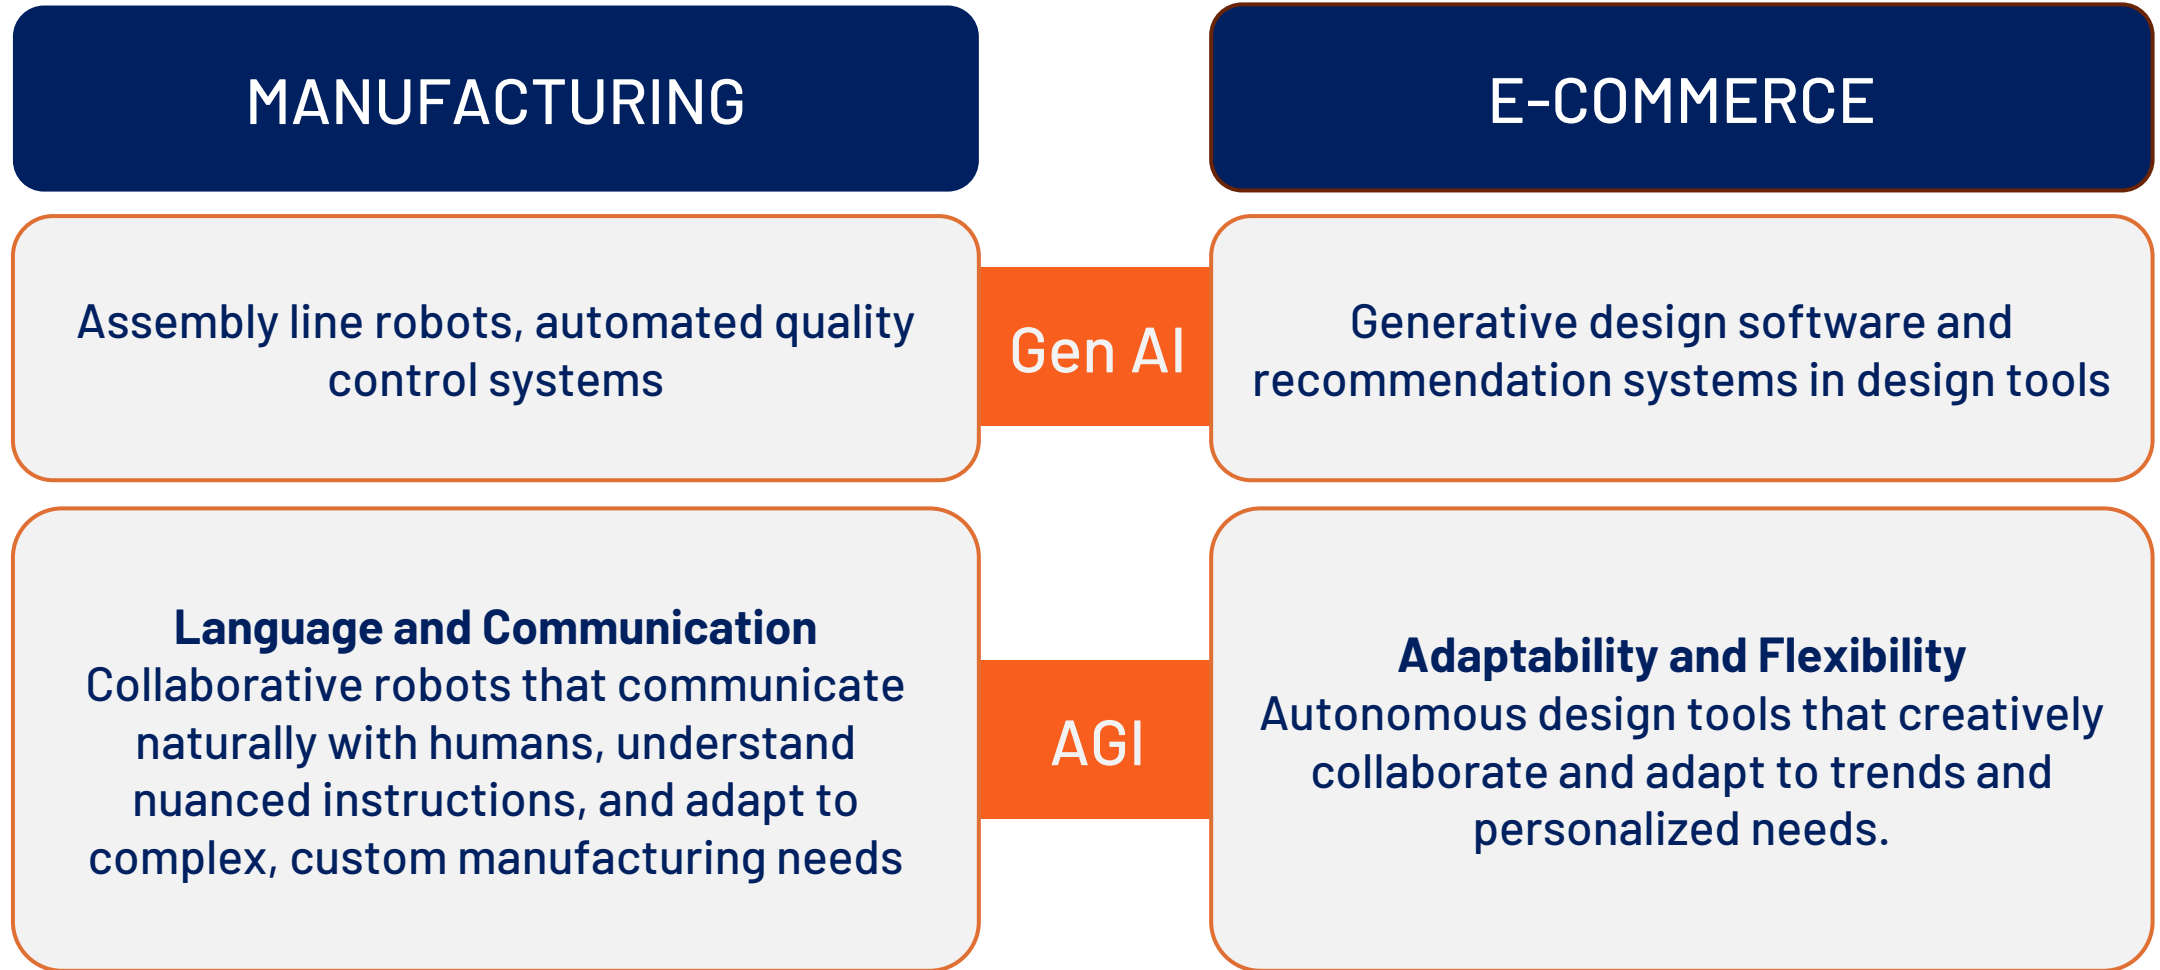 MANUFACTURING
E-COMMERCE
Assembly line robots, automated quality
control systems
Gen AI
Generative design software and
recommendation systems in design tools
Language and Communication
Collaborative robots that communicate
naturally with humans, understand
nuanced instructions, and adapt to
complex, custom manufacturing needs
AGI
Adaptability and Flexibility
Autonomous design tools that creatively
collaborate and adapt to trends and
personalized needs.